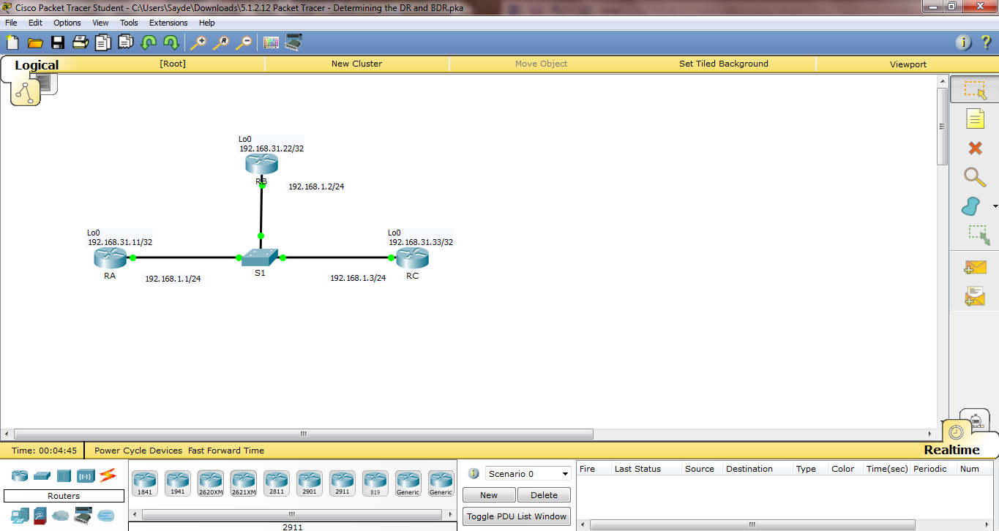 Cisco Packet Tracer Student - C:\Users\Sayde\Downloads\5.1.2.12 Packet Tracer - Determining the DR and BDR.pka
File Edit Options View Tools Extensions Help
Logical [Root] New Cluster Move Object Set Tiled Background Viewport
Lo0
192.168.31.22/32
RB
192.168.1.2/24
Lo0
192.168.31.11/32
RA
192.168.1.1/24
S1
Lo0
192.168.31.33/32
RC
192.168.1.3/24
Time: 00:04:45 Power Cycle Devices Fast Forward Time Realtime
Routers
1841 1941 2620XM 2621XM 2811 2901 2911 819 Generic Generic
2911
Scenario 0
New Delete
Toggle PDU List Window
Fire Last Status Source Destination Type Color Time(sec) Periodic Num